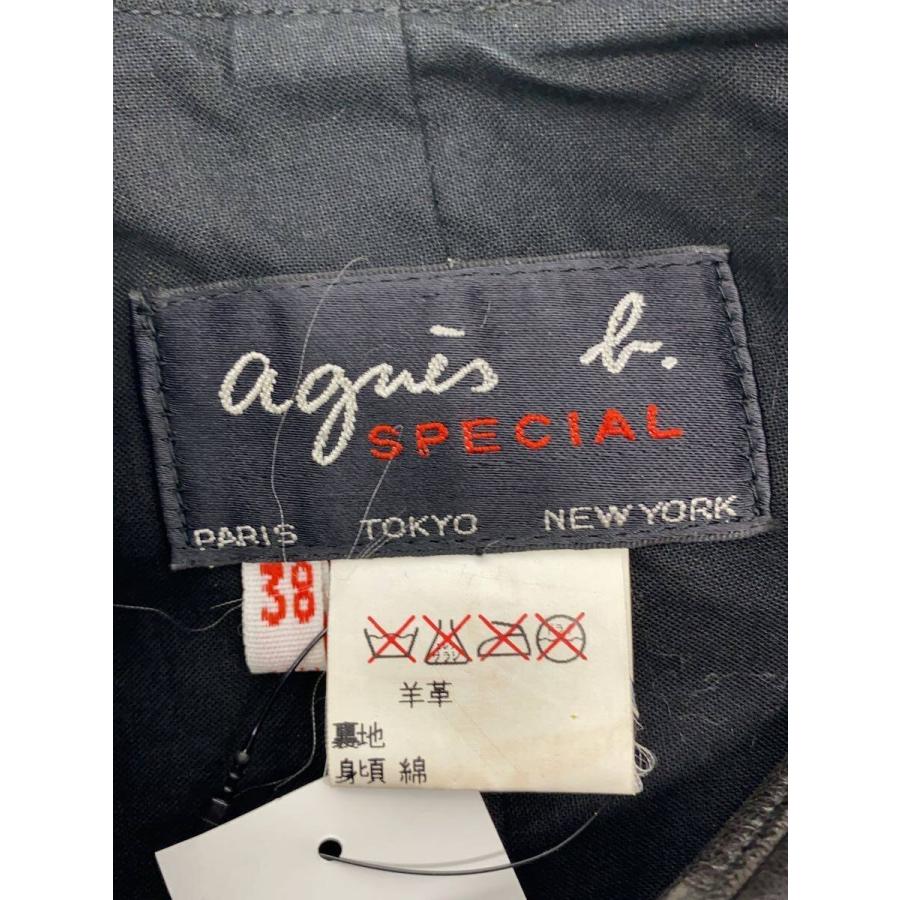 agnès b.
SPECIAL
PARIS TOKYO NEW YORK
38
羊革
裏地
身頃 綿